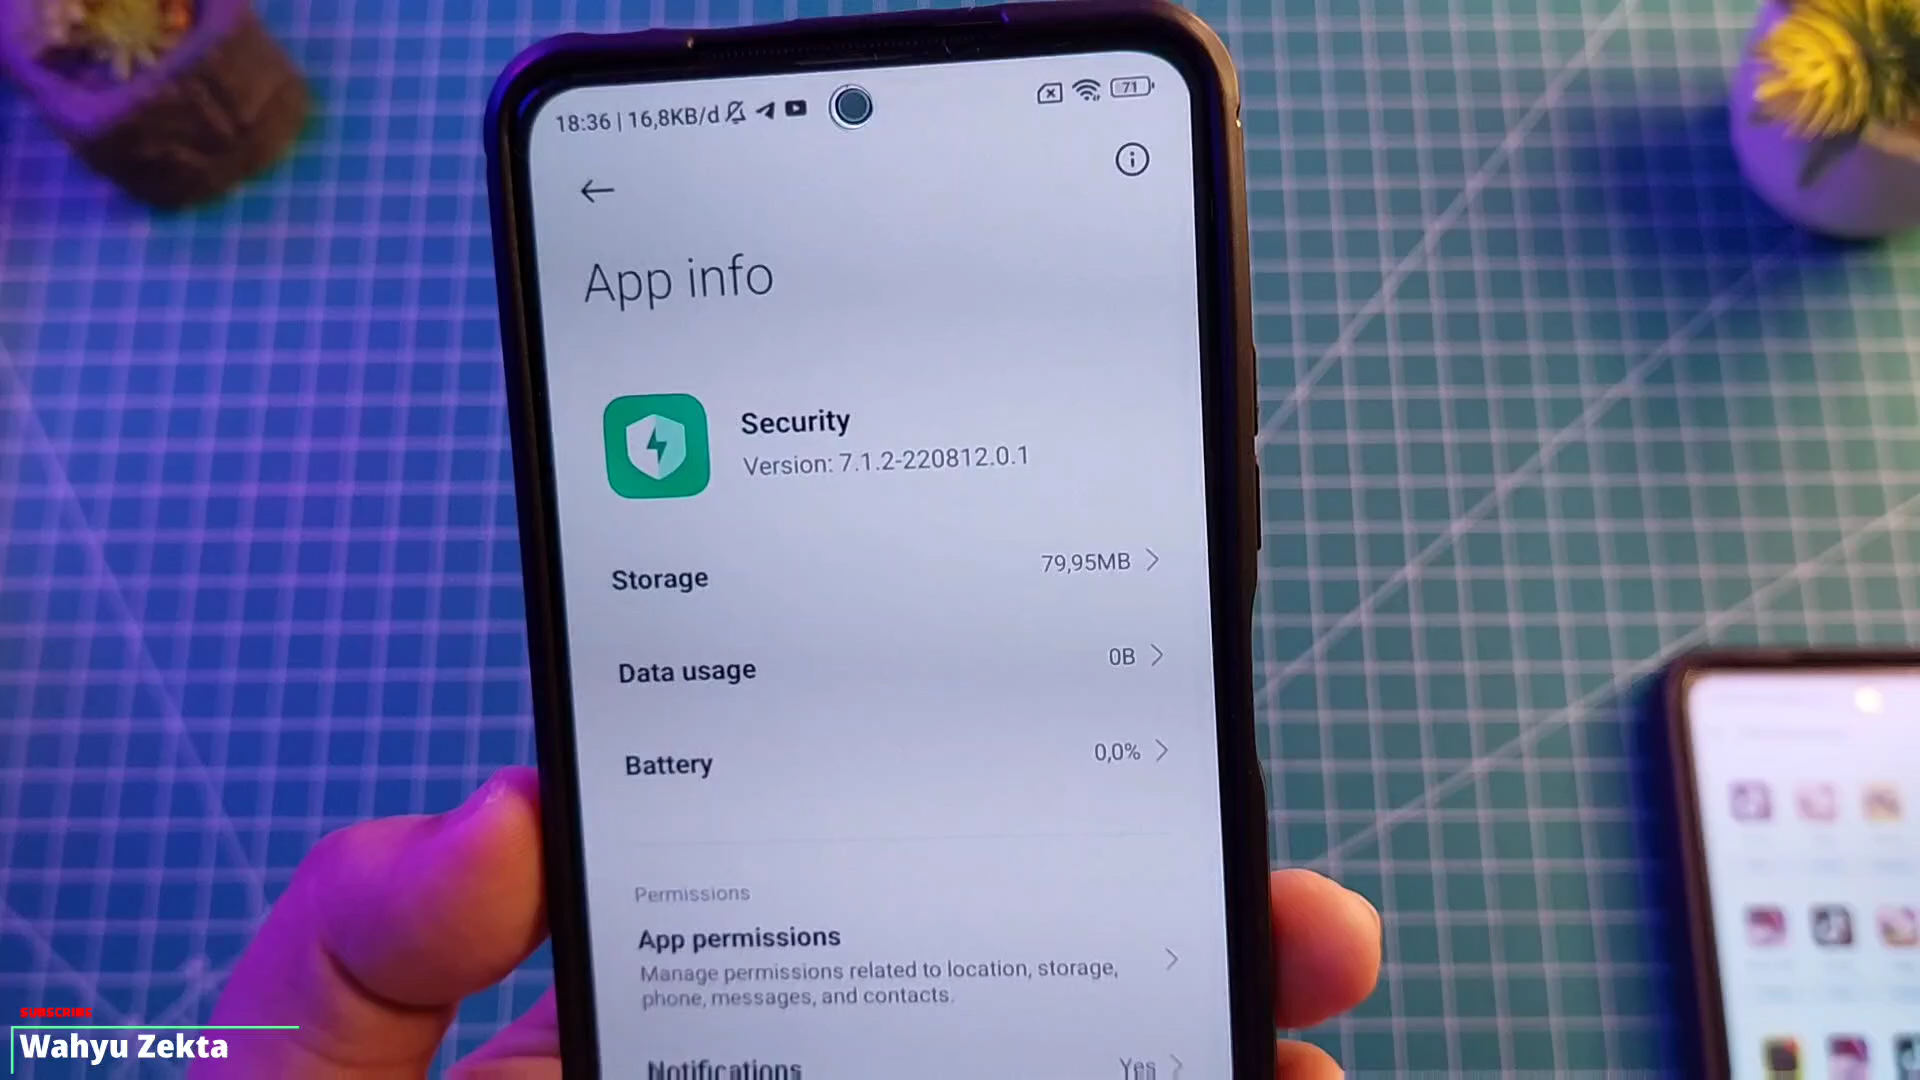 18:36 | 16,8KB/d
71
App info
Security
Version: 7.1.2-220812.0.1
Storage
79,95MB
Data usage
0B
Battery
0,0%
Permissions
App permissions
Manage permissions related to location, storage,
phone, messages, and contacts.
Notifications
Yes
SUBSCRIBE
Wahyu Zekta